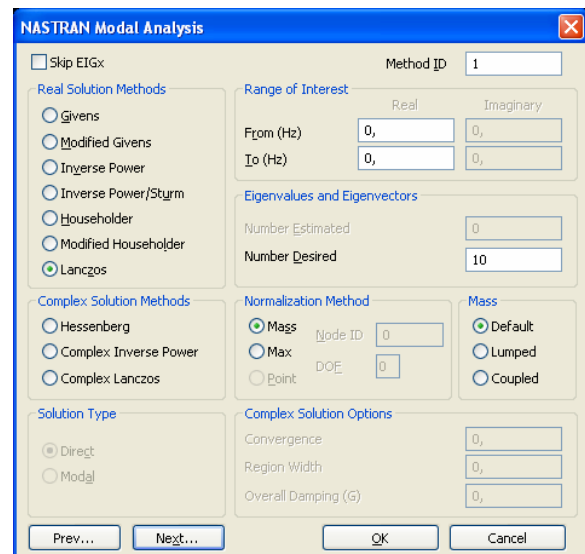 NASTRAN Modal Analysis
Skip EIGx
Method ID 1
Real Solution Methods
Givens
Modified Givens
Inverse Power
Inverse Power/Sturm
Householder
Modified Householder
Lanczos
Range of Interest
Real Imaginary
From (Hz) 0, 0,
To (Hz) 0, 0,
Eigenvalues and Eigenvectors
Number Estimated 0
Number Desired 10
Complex Solution Methods
Hessenberg
Complex Inverse Power
Complex Lanczos
Normalization Method
Mass
Max
Point
Node ID 0
DOF 0
Mass
Default
Lumped
Coupled
Solution Type
Direct
Modal
Complex Solution Options
Convergence 0,
Region Width 0,
Overall Damping (G) 0,
Prev... Next... OK Cancel